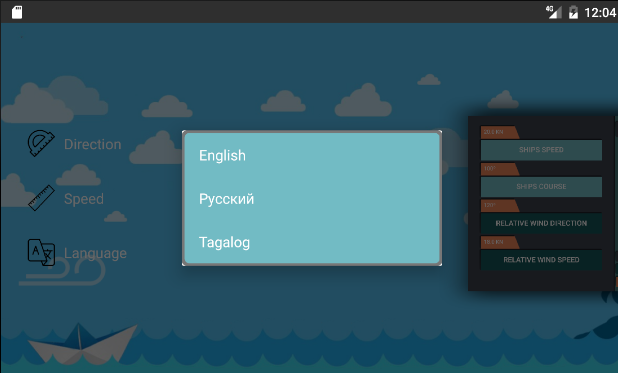 4G 12:04
Direction
Speed
Language
English
Русский
Tagalog
SHIPS SPEED
SHIPS COURSE
RELATIVE WIND DIRECTION
RELATIVE WIND SPEED